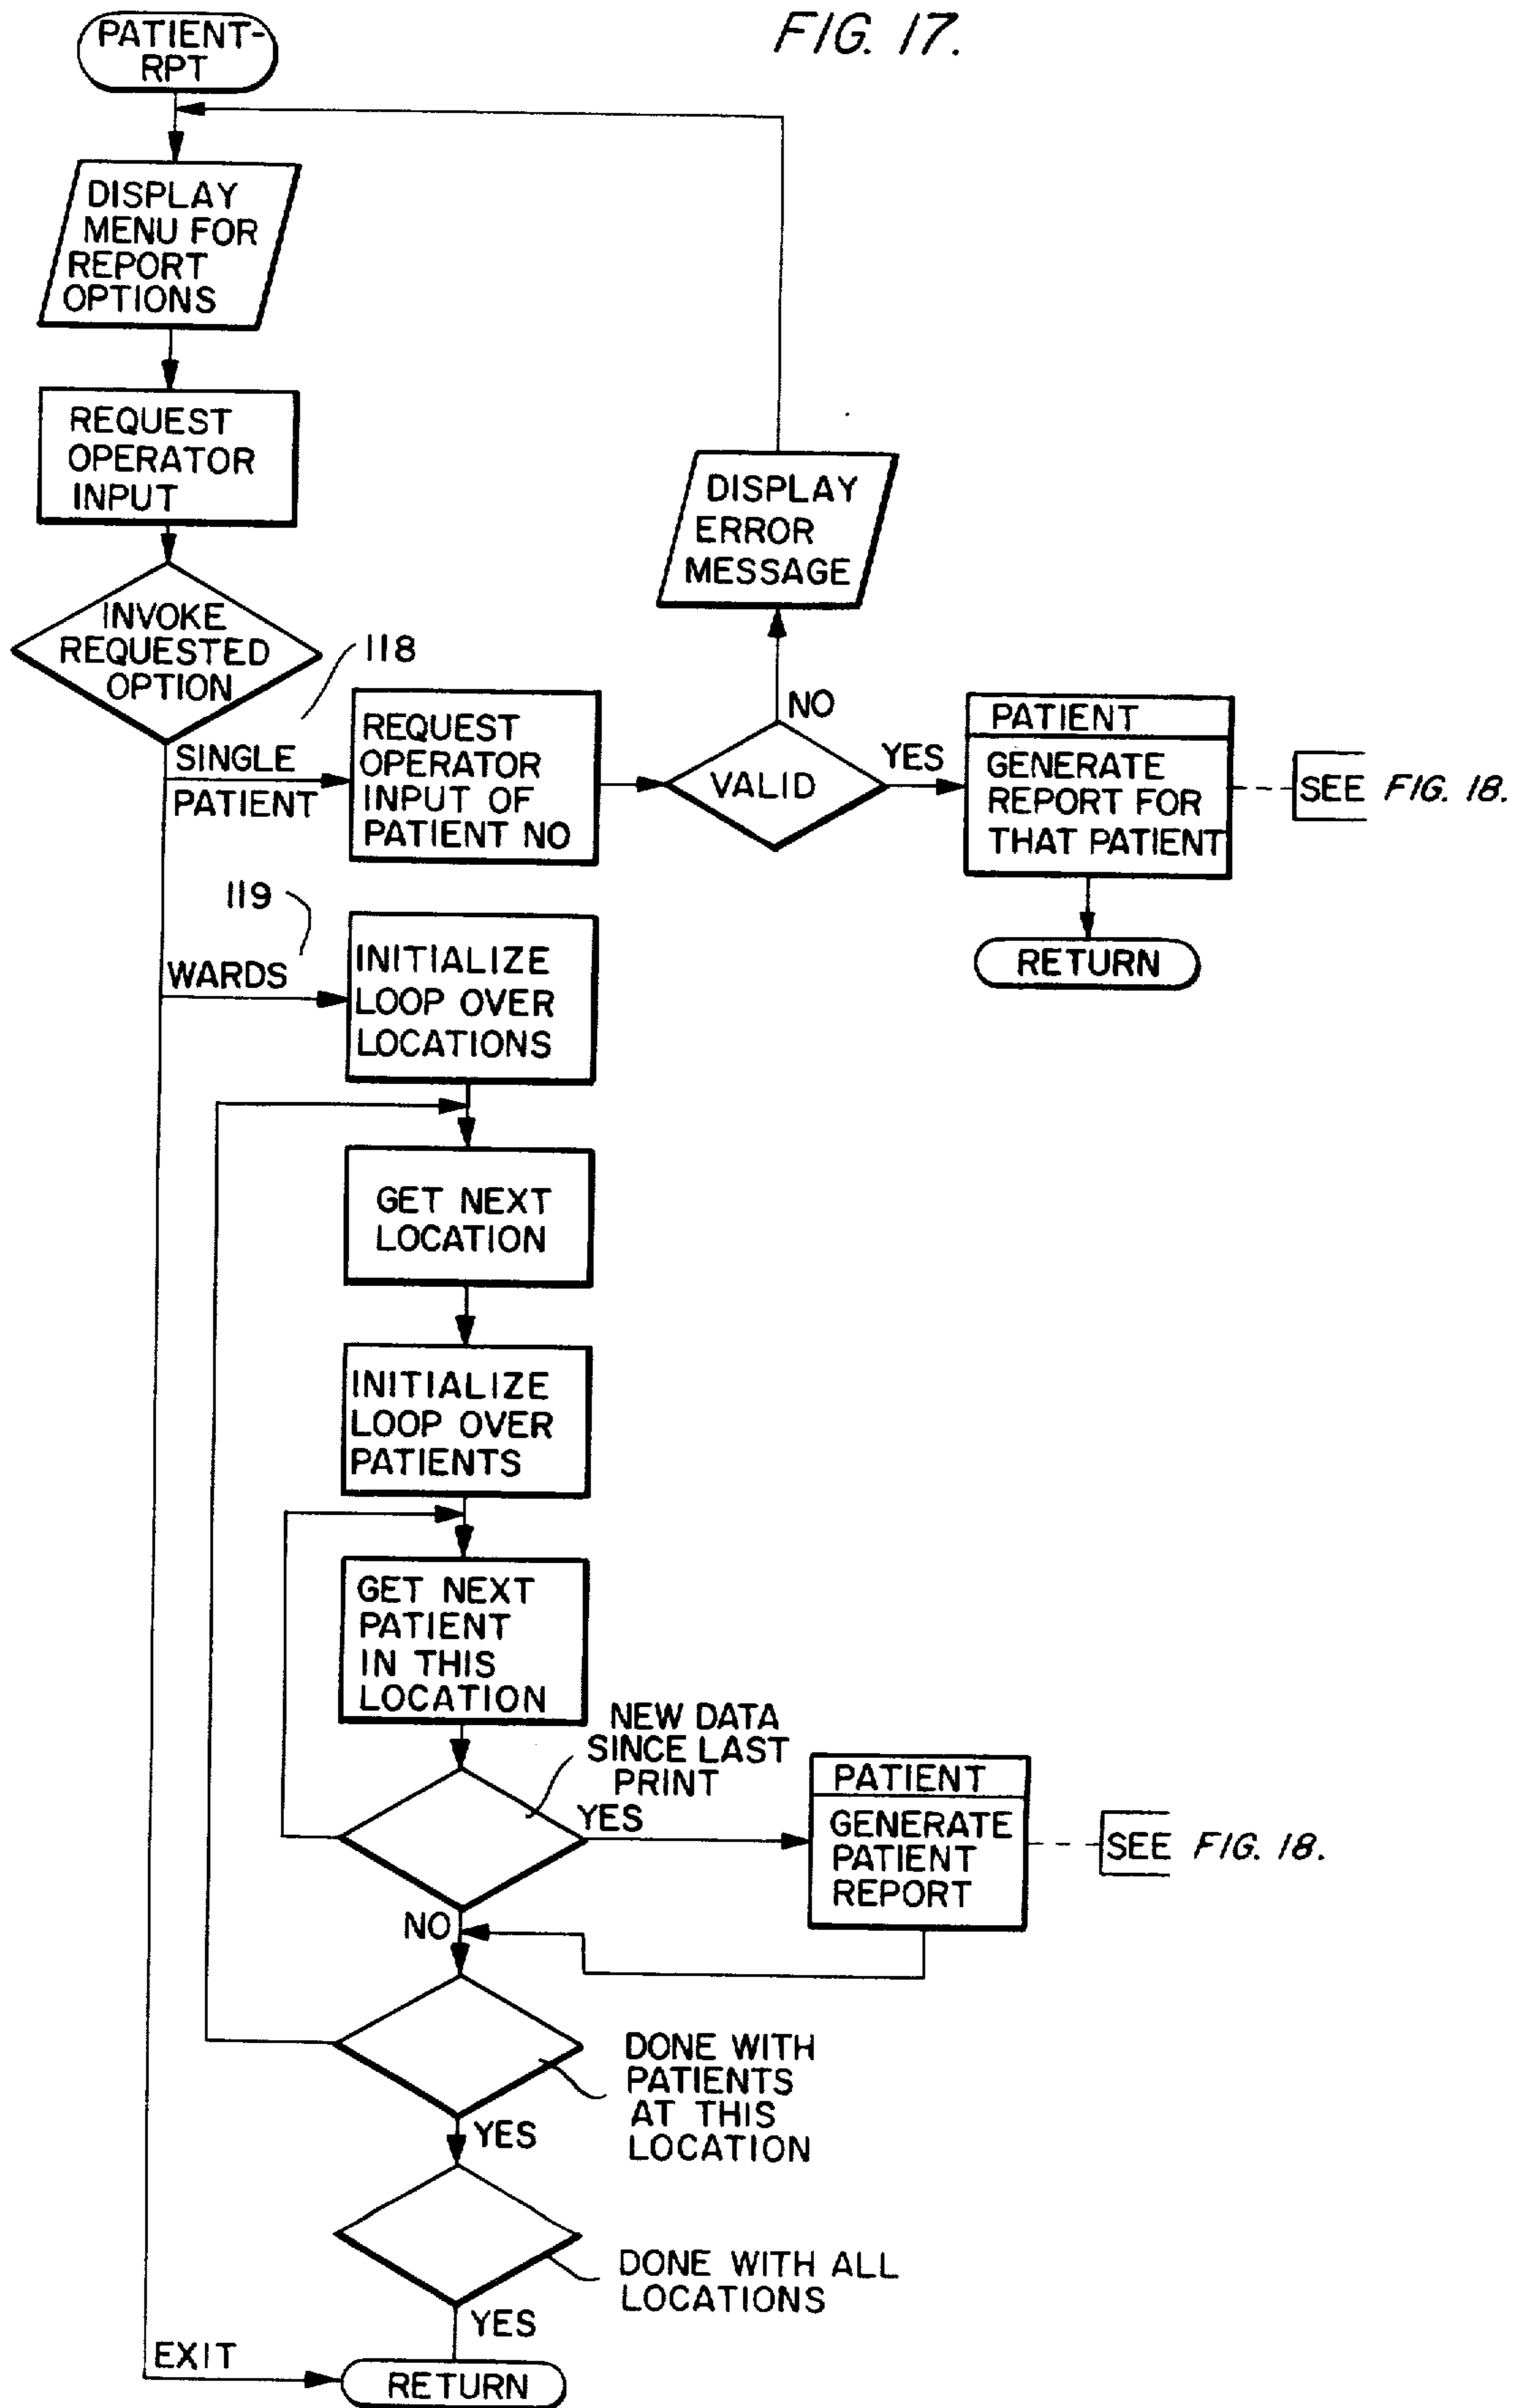 FIG. 17.
PATIENT-
RPT
DISPLAY
MENU FOR
REPORT
OPTIONS
REQUEST
OPERATOR
INPUT
INVOKE
REQUESTED
OPTION
118
SINGLE
PATIENT
REQUEST
OPERATOR
INPUT OF
PATIENT NO
VALID
NO
DISPLAY
ERROR
MESSAGE
YES
PATIENT
GENERATE
REPORT FOR
THAT PATIENT
SEE FIG. 18.
RETURN
119
WARDS
INITIALIZE
LOOP OVER
LOCATIONS
GET NEXT
LOCATION
INITIALIZE
LOOP OVER
PATIENTS
GET NEXT
PATIENT
IN THIS
LOCATION
NEW DATA
SINCE LAST
PRINT
YES
PATIENT
GENERATE
PATIENT
REPORT
SEE FIG. 18.
NO
DONE WITH
PATIENTS
AT THIS
LOCATION
YES
DONE WITH ALL
LOCATIONS
YES
EXIT
RETURN